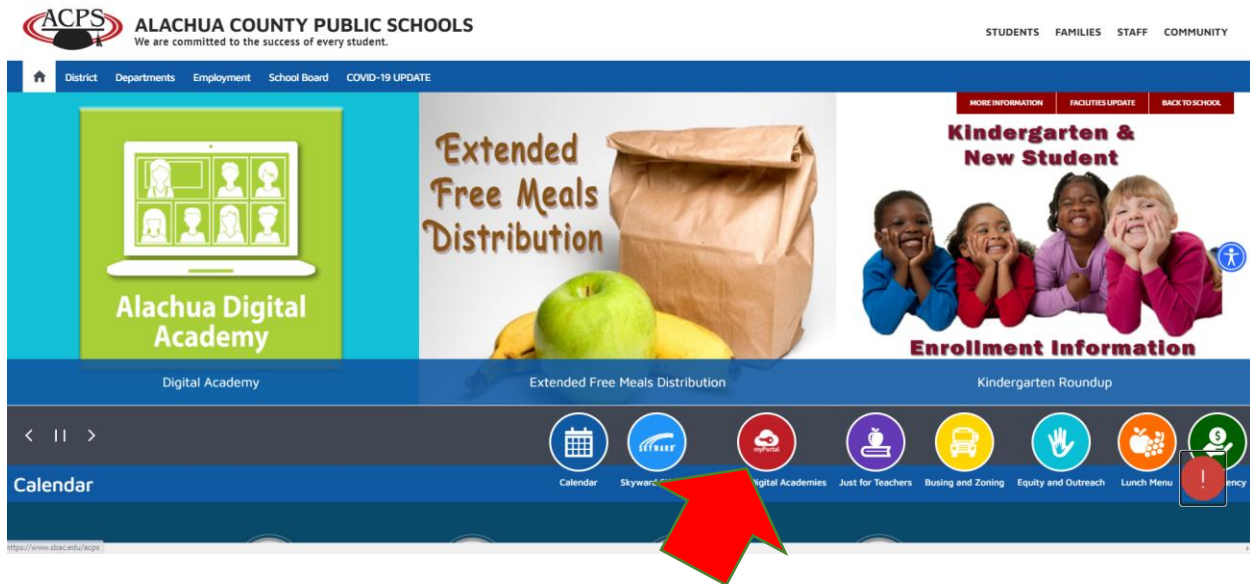 ACPS
ALACHUA COUNTY PUBLIC SCHOOLS
We are committed to the success of every student.
STUDENTS FAMILIES STAFF COMMUNITY
District Departments Employment School Board COVID-19 UPDATE
MORE INFORMATION FACILITIES UPDATE BACK TO SCHOOL
Alachua Digital
Academy
Extended
Free Meals
Distribution
Kindergarten &
New Student
Enrollment Information
Digital Academy
Extended Free Meals Distribution
Kindergarten Roundup
SKYWARD
myPortal
$
Calendar
Calendar Skyward Digital Academies Just for Teachers Busing and Zoning Equity and Outreach Lunch Menu
!
https://www.sbac.edu/acps